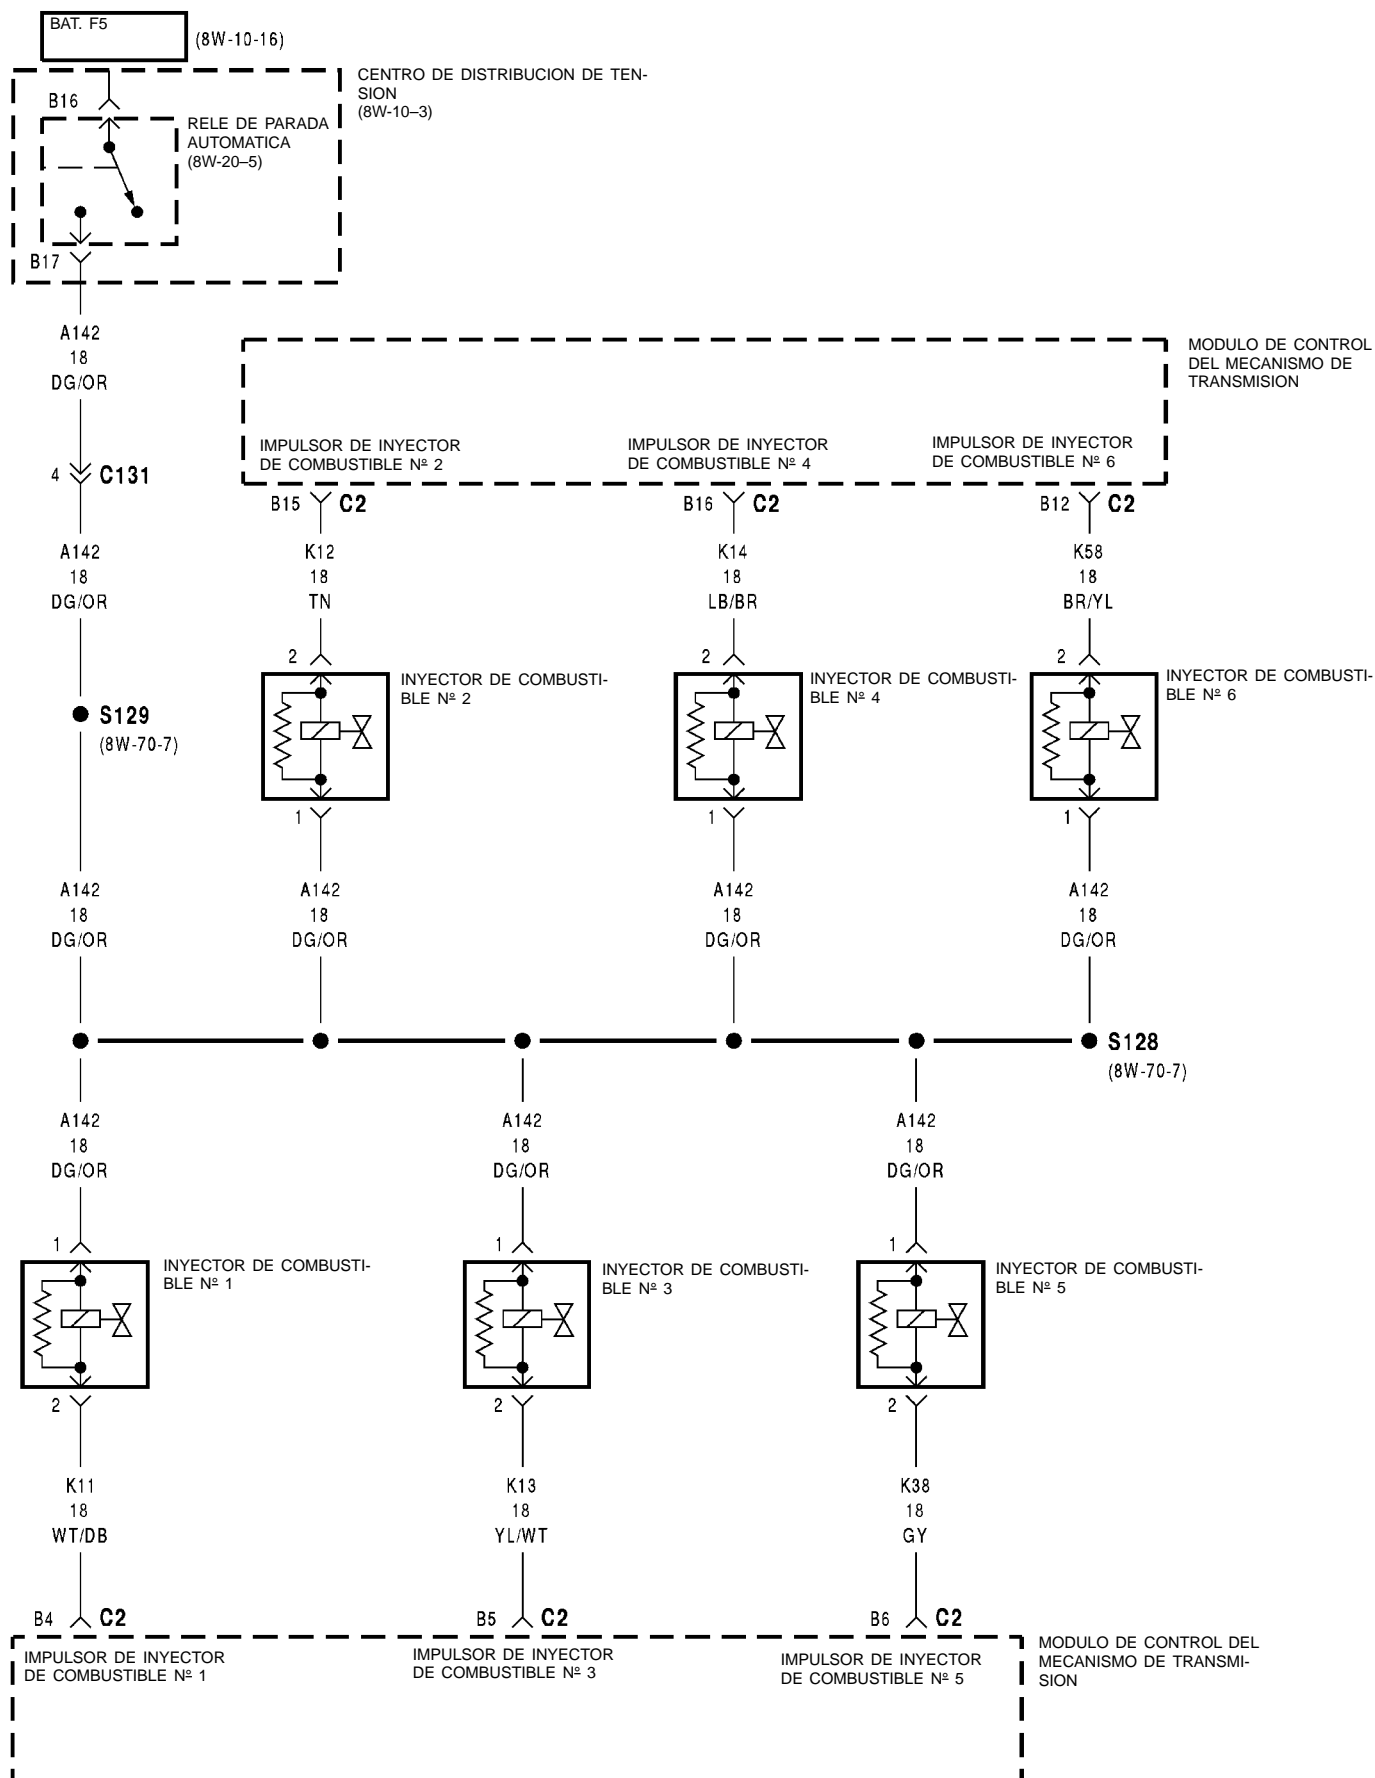 BAT. F5
(8W-10-16)
CENTRO DE DISTRIBUCION DE TEN-
SION
(8W-10–3)
B16
RELE DE PARADA
AUTOMATICA
(8W-20–5)
B17
A142
18
DG/OR
4 C131
A142
18
DG/OR
S129
(8W-70-7)
A142
18
DG/OR
MODULO DE CONTROL
DEL MECANISMO DE
TRANSMISION
IMPULSOR DE INYECTOR
DE COMBUSTIBLE Nº 2
IMPULSOR DE INYECTOR
DE COMBUSTIBLE Nº 4
IMPULSOR DE INYECTOR
DE COMBUSTIBLE Nº 6
B15 C2
B16 C2
B12 C2
K12
18
TN
K14
18
LB/BR
K58
18
BR/YL
2
INYECTOR DE COMBUSTI-
BLE Nº 2
1
2
INYECTOR DE COMBUSTI-
BLE Nº 4
1
2
INYECTOR DE COMBUSTI-
BLE Nº 6
1
A142
18
DG/OR
A142
18
DG/OR
A142
18
DG/OR
S128
(8W-70-7)
A142
18
DG/OR
A142
18
DG/OR
A142
18
DG/OR
1
INYECTOR DE COMBUSTI-
BLE Nº 1
2
1
INYECTOR DE COMBUSTI-
BLE Nº 3
2
1
INYECTOR DE COMBUSTI-
BLE Nº 5
2
K11
18
WT/DB
K13
18
YL/WT
K38
18
GY
B4 C2
B5 C2
B6 C2
IMPULSOR DE INYECTOR
DE COMBUSTIBLE Nº 1
IMPULSOR DE INYECTOR
DE COMBUSTIBLE Nº 3
IMPULSOR DE INYECTOR
DE COMBUSTIBLE Nº 5
MODULO DE CONTROL DEL
MECANISMO DE TRANSMI-
SION